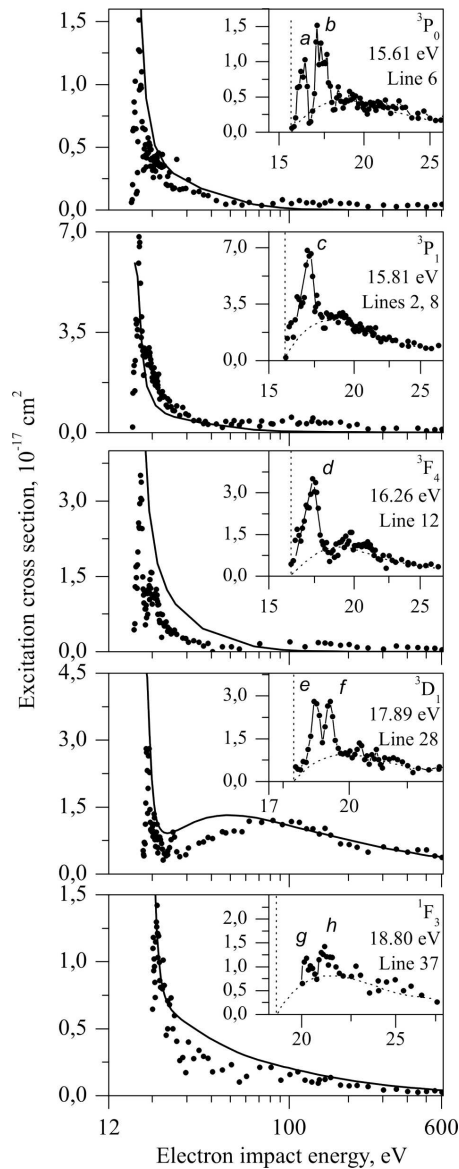 Excitation cross section, 10⁻¹⁷ cm²
1,5
1,0
0,5
0,0
1,5
1,0
0,5
0,0
15 20 25
a
b
³P₀
15.61 eV
Line 6
7,0
3,5
0,0
7,0
3,5
0,0
15 20 25
c
³P₁
15.81 eV
Lines 2, 8
3,0
1,5
0,0
3,0
1,5
0,0
15 20 25
d
³F₄
16.26 eV
Line 12
4,5
3,0
1,5
0,0
3,0
1,5
0,0
17 20
e
f
³D₁
17.89 eV
Line 28
1,5
1,0
0,5
0,0
2,0
1,5
1,0
0,5
0,0
20 25
g
h
¹F₃
18.80 eV
Line 37
12 100 600
Electron impact energy, eV